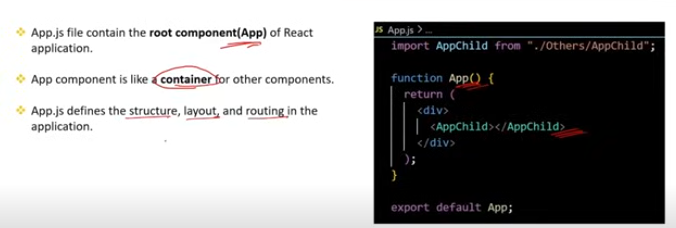 App.js file contain the root component(App) of React
application.
App component is like a container for other components.
App.js defines the structure, layout, and routing in the
application.
JS App.js > ...
import AppChild from "./Others/AppChild";
function App() {
return (
<div>
<AppChild></AppChild>
</div>
);
}
export default App;